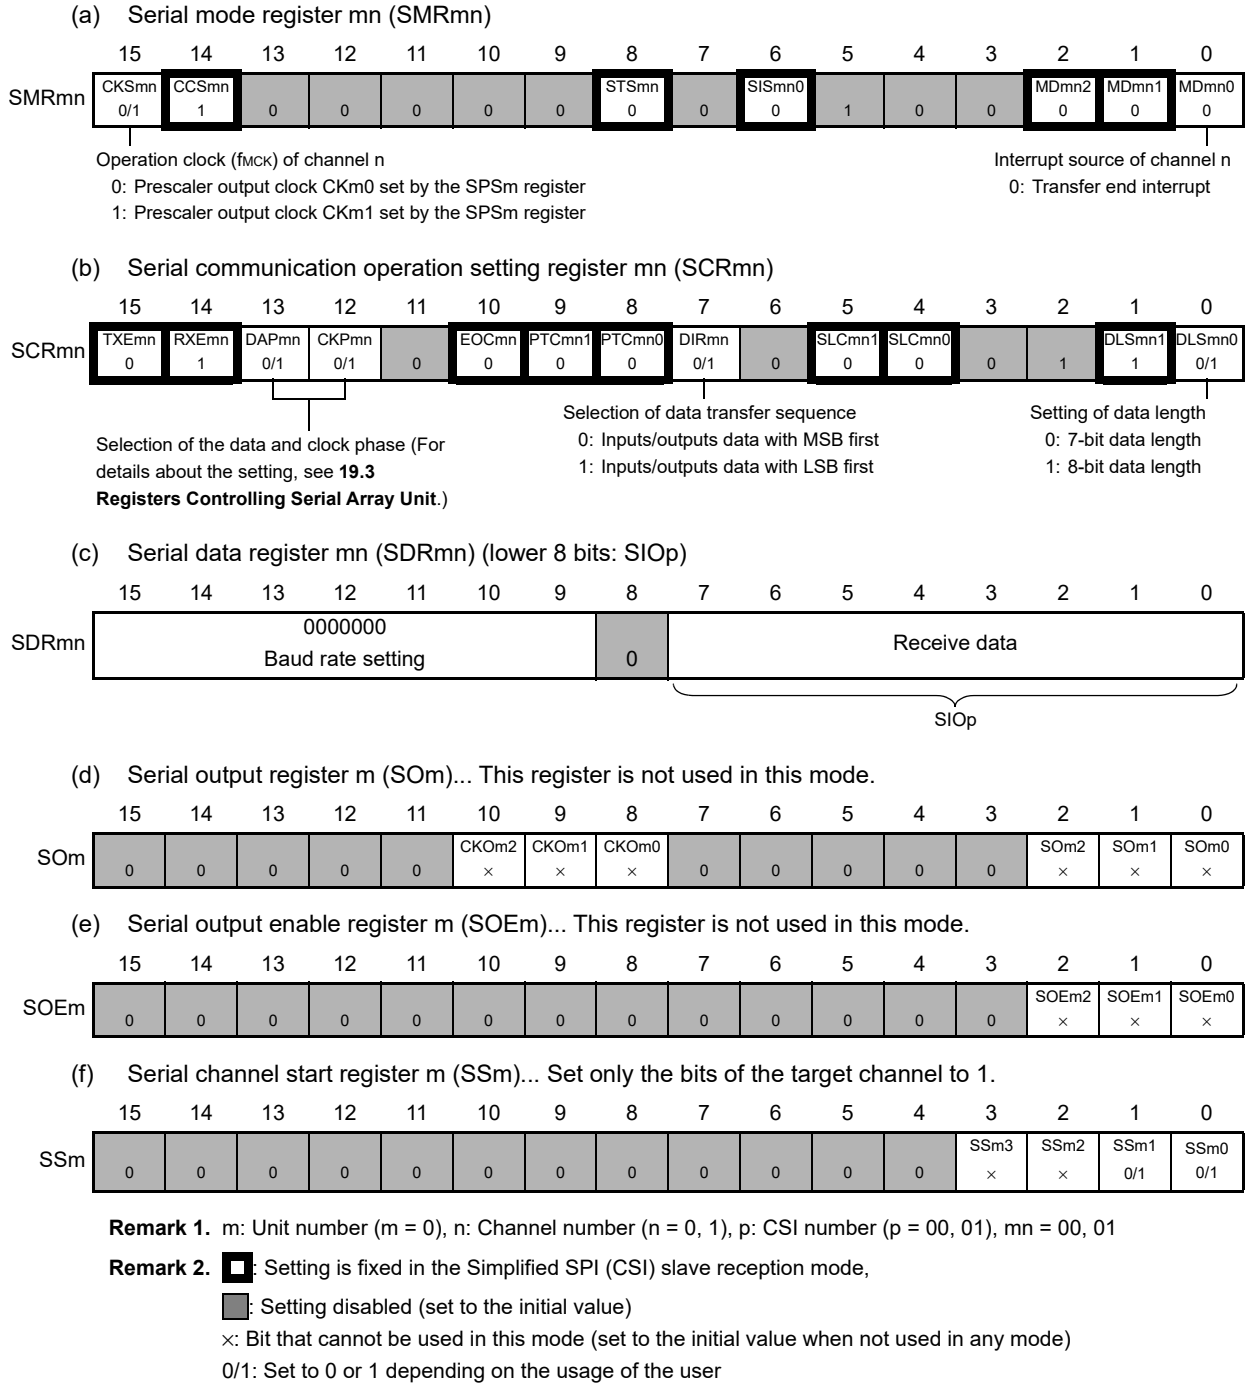 (a) Serial mode register mn (SMRmn)
15 14 13 12 11 10 9 8 7 6 5 4 3 2 1 0
SMRmn CKSmn CCSmn STSmn SISmn0 MDmn2 MDmn1 MDmn0
0/1 1 0 0 0 0 0 0 0 0 1 0 0 0 0 0
Operation clock (fMCK) of channel n Interrupt source of channel n
0: Prescaler output clock CKm0 set by the SPSm register 0: Transfer end interrupt
1: Prescaler output clock CKm1 set by the SPSm register
(b) Serial communication operation setting register mn (SCRmn)
15 14 13 12 11 10 9 8 7 6 5 4 3 2 1 0
SCRmn TXEmn RXEmn DAPmn CKPmn EOCmn PTCmn1 PTCmn0 DIRmn SLCmn1 SLCmn0 DLSmn1 DLSmn0
0 1 0/1 0/1 0 0 0 0 0/1 0 0 0 0 1 1 0/1
Selection of data transfer sequence Setting of data length
0: Inputs/outputs data with MSB first 0: 7-bit data length
1: Inputs/outputs data with LSB first 1: 8-bit data length
Selection of the data and clock phase (For
details about the setting, see 19.3
Registers Controlling Serial Array Unit.)
(c) Serial data register mn (SDRmn) (lower 8 bits: SIOp)
15 14 13 12 11 10 9 8 7 6 5 4 3 2 1 0
SDRmn 0000000
Baud rate setting 0 Receive data
SIOp
(d) Serial output register m (SOm)... This register is not used in this mode.
15 14 13 12 11 10 9 8 7 6 5 4 3 2 1 0
SOm CKOm2 CKOm1 CKOm0 SOm2 SOm1 SOm0
0 0 0 0 0 × × × 0 0 0 0 0 × × ×
(e) Serial output enable register m (SOEm)... This register is not used in this mode.
15 14 13 12 11 10 9 8 7 6 5 4 3 2 1 0
SOEm SOEm2 SOEm1 SOEm0
0 0 0 0 0 0 0 0 0 0 0 0 0 × × ×
(f) Serial channel start register m (SSm)... Set only the bits of the target channel to 1.
15 14 13 12 11 10 9 8 7 6 5 4 3 2 1 0
SSm SSm3 SSm2 SSm1 SSm0
0 0 0 0 0 0 0 0 0 0 0 0 × × 0/1 0/1
Remark 1. m: Unit number (m = 0), n: Channel number (n = 0, 1), p: CSI number (p = 00, 01), mn = 00, 01
Remark 2. : Setting is fixed in the Simplified SPI (CSI) slave reception mode,
: Setting disabled (set to the initial value)
×: Bit that cannot be used in this mode (set to the initial value when not used in any mode)
0/1: Set to 0 or 1 depending on the usage of the user